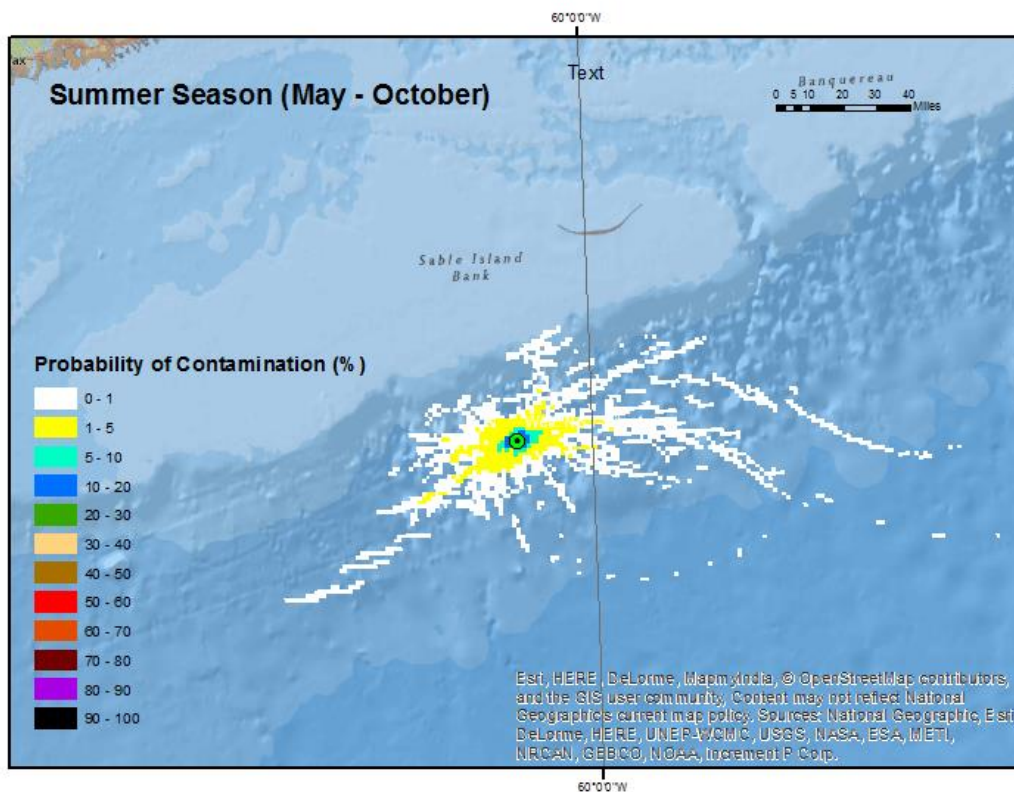 60°0'0"W
ax
Text
Banquereau
Summer Season (May - October)
0 5 10 20 30 40
Miles
Sable Island
Bank
Probability of Contamination (%)
0 - 1
1 - 5
5 - 10
10 - 20
20 - 30
30 - 40
40 - 50
50 - 60
60 - 70
70 - 80
80 - 90
90 - 100
Esri, HERE, DeLorme, MapmyIndia, © OpenStreetMap contributors,
and the GIS user community, Content may not reflect National
Geographic's current map policy. Sources: National Geographic, Esri,
DeLorme, HERE, UNEP-WCMC, USGS, NASA, ESA, METI,
NRCAN, GEBCO, NOAA, Increment P Corp.
60°0'0"W